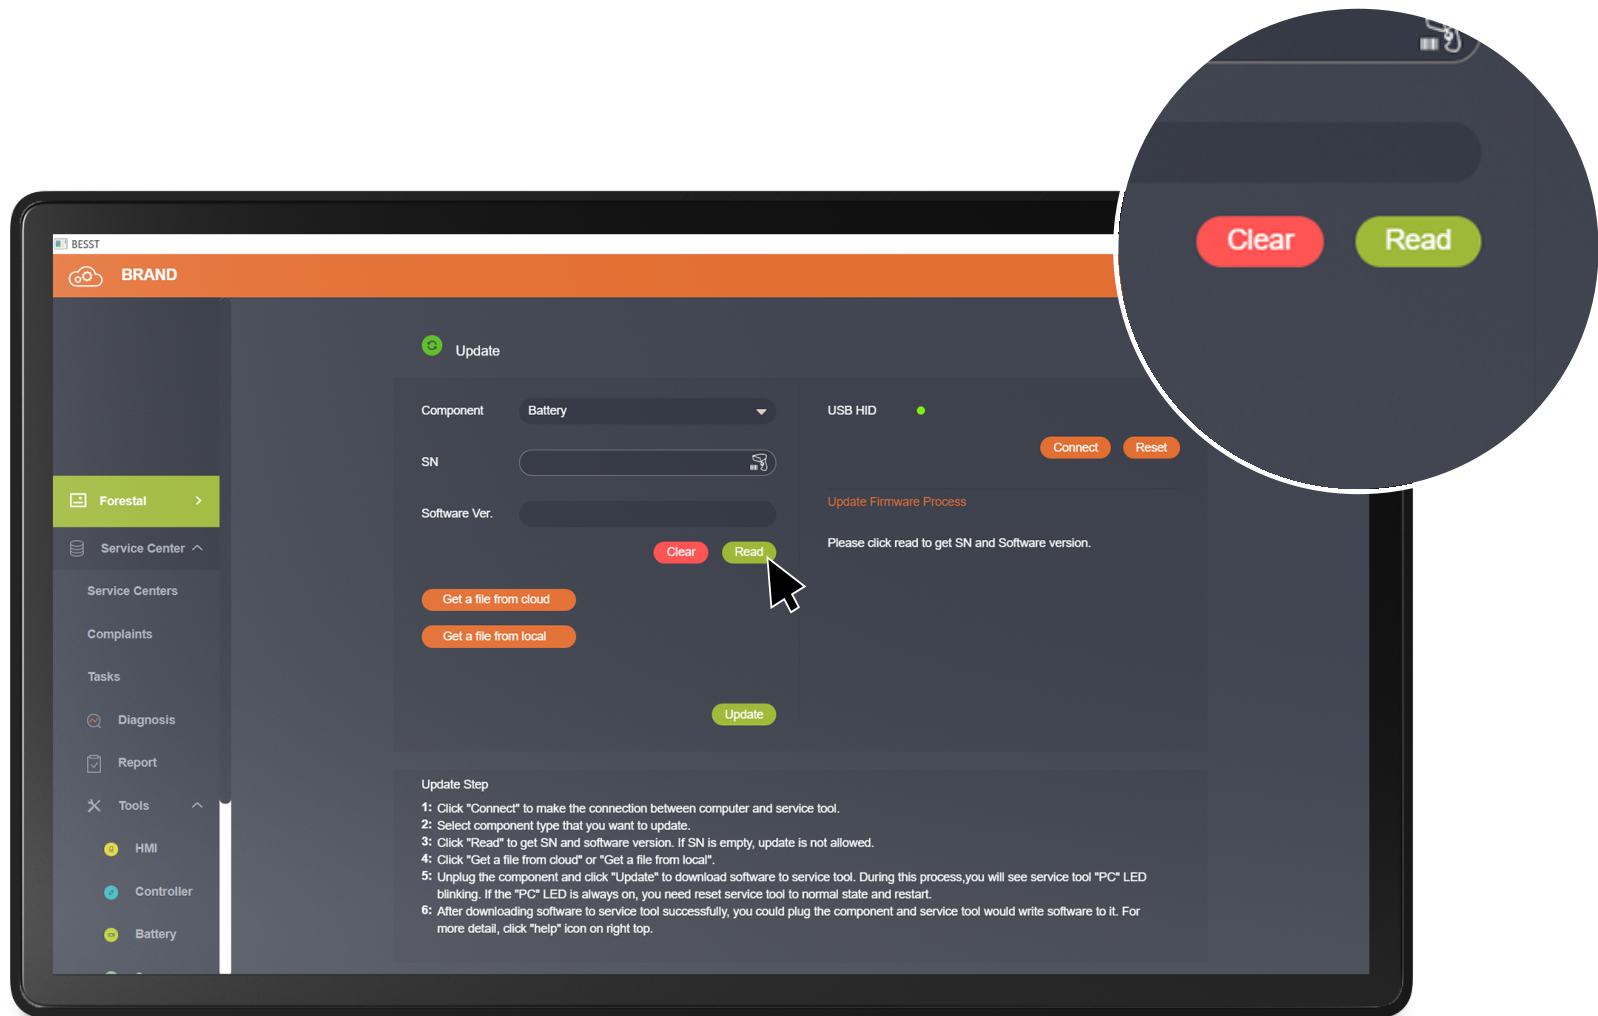 Clear
Read
BESST
BRAND
Update
Component
Battery
SN
Software Ver.
Clear
Read
Get a file from cloud
Get a file from local
Update
USB HID
Connect
Reset
Update Firmware Process
Please click read to get SN and Software version.
Forestal
Service Center
Service Centers
Complaints
Tasks
Diagnosis
Report
Tools
HMI
Controller
Battery
Update Step
1: Click "Connect" to make the connection between computer and service tool.
2: Select component type that you want to update.
3: Click "Read" to get SN and software version. If SN is empty, update is not allowed.
4: Click "Get a file from cloud" or "Get a file from local".
5: Unplug the component and click "Update" to download software to service tool. During this process,you will see service tool "PC" LED
blinking. If the "PC" LED is always on, you need reset service tool to normal state and restart.
6: After downloading software to service tool successfully, you could plug the component and service tool would write software to it. For
more detail, click "help" icon on right top.